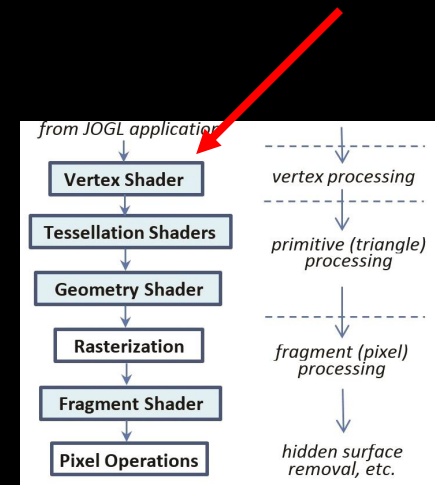 from JOGL application
Vertex Shader
Tessellation Shaders
Geometry Shader
Rasterization
Fragment Shader
Pixel Operations
vertex processing
primitive (triangle)
processing
fragment (pixel)
processing
hidden surface
removal, etc.